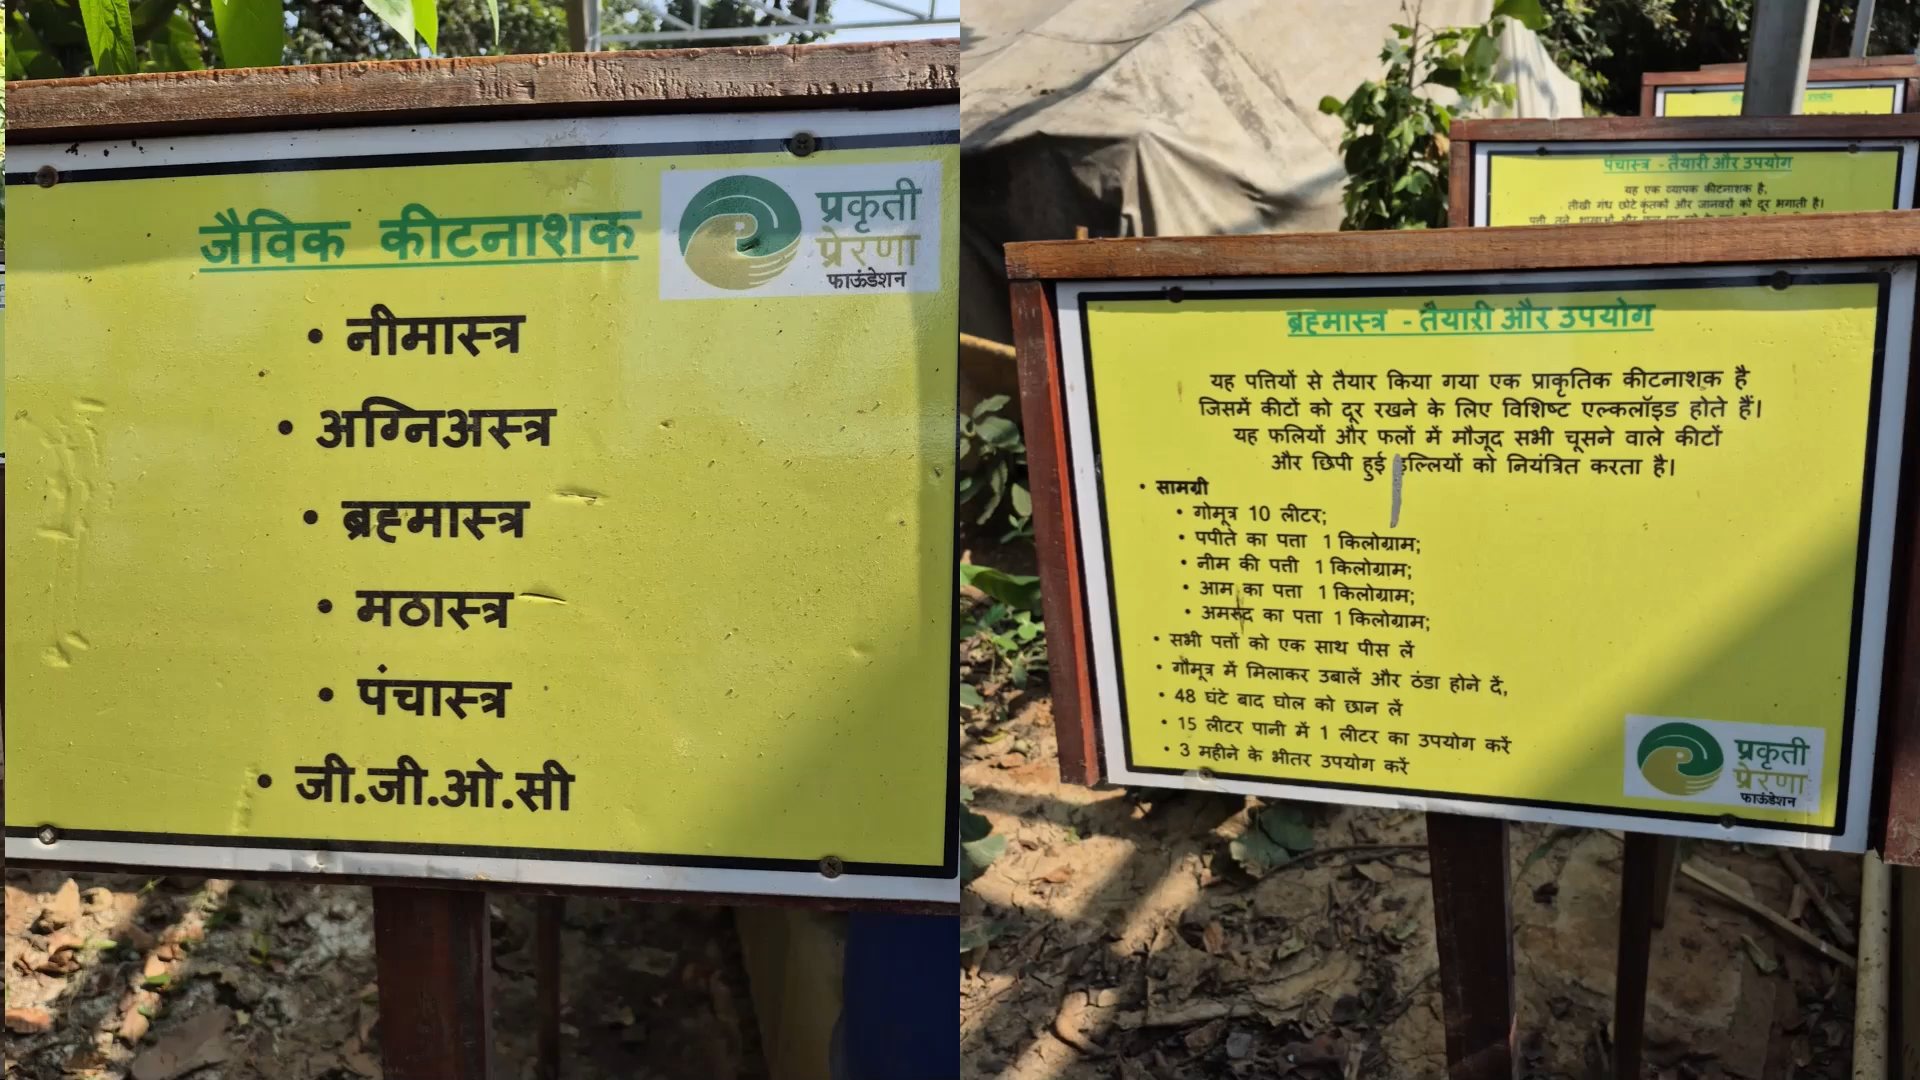 जैविक कीटनाशक
प्रकृती
प्रेरणा
फाऊंडेशन
• नीमास्त्र
• अग्निअस्त्र
• ब्रह्मास्त्र
• मठास्त्र
• पंचास्त्र
• जी.जी.ओ.सी
पंचास्त्र - तैयारी और उपयोग
यह एक व्यापक कीटनाशक है,
तीखी गंध छोटे कृंतकों और जानवरों को दूर भगाती है।
ब्रह्मास्त्र - तैयारी और उपयोग
यह पत्तियों से तैयार किया गया एक प्राकृतिक कीटनाशक है
जिसमें कीटों को दूर रखने के लिए विशिष्ट एल्कलॉइड होते हैं।
यह फलियों और फलों में मौजूद सभी चूसने वाले कीटों
और छिपी हुई इल्लियों को नियंत्रित करता है।
• सामग्री
• गोमूत्र 10 लीटर;
• पपीते का पत्ता 1 किलोग्राम;
• नीम की पत्ती 1 किलोग्राम;
• आम का पत्ता 1 किलोग्राम;
• अमरुद का पत्ता 1 किलोग्राम;
• सभी पत्तों को एक साथ पीस लें
• गौमूत्र में मिलाकर उबालें और ठंडा होने दें,
• 48 घंटे बाद घोल को छान लें
• 15 लीटर पानी में 1 लीटर का उपयोग करें
• 3 महीने के भीतर उपयोग करें
प्रकृती
प्रेरणा
फाऊंडेशन